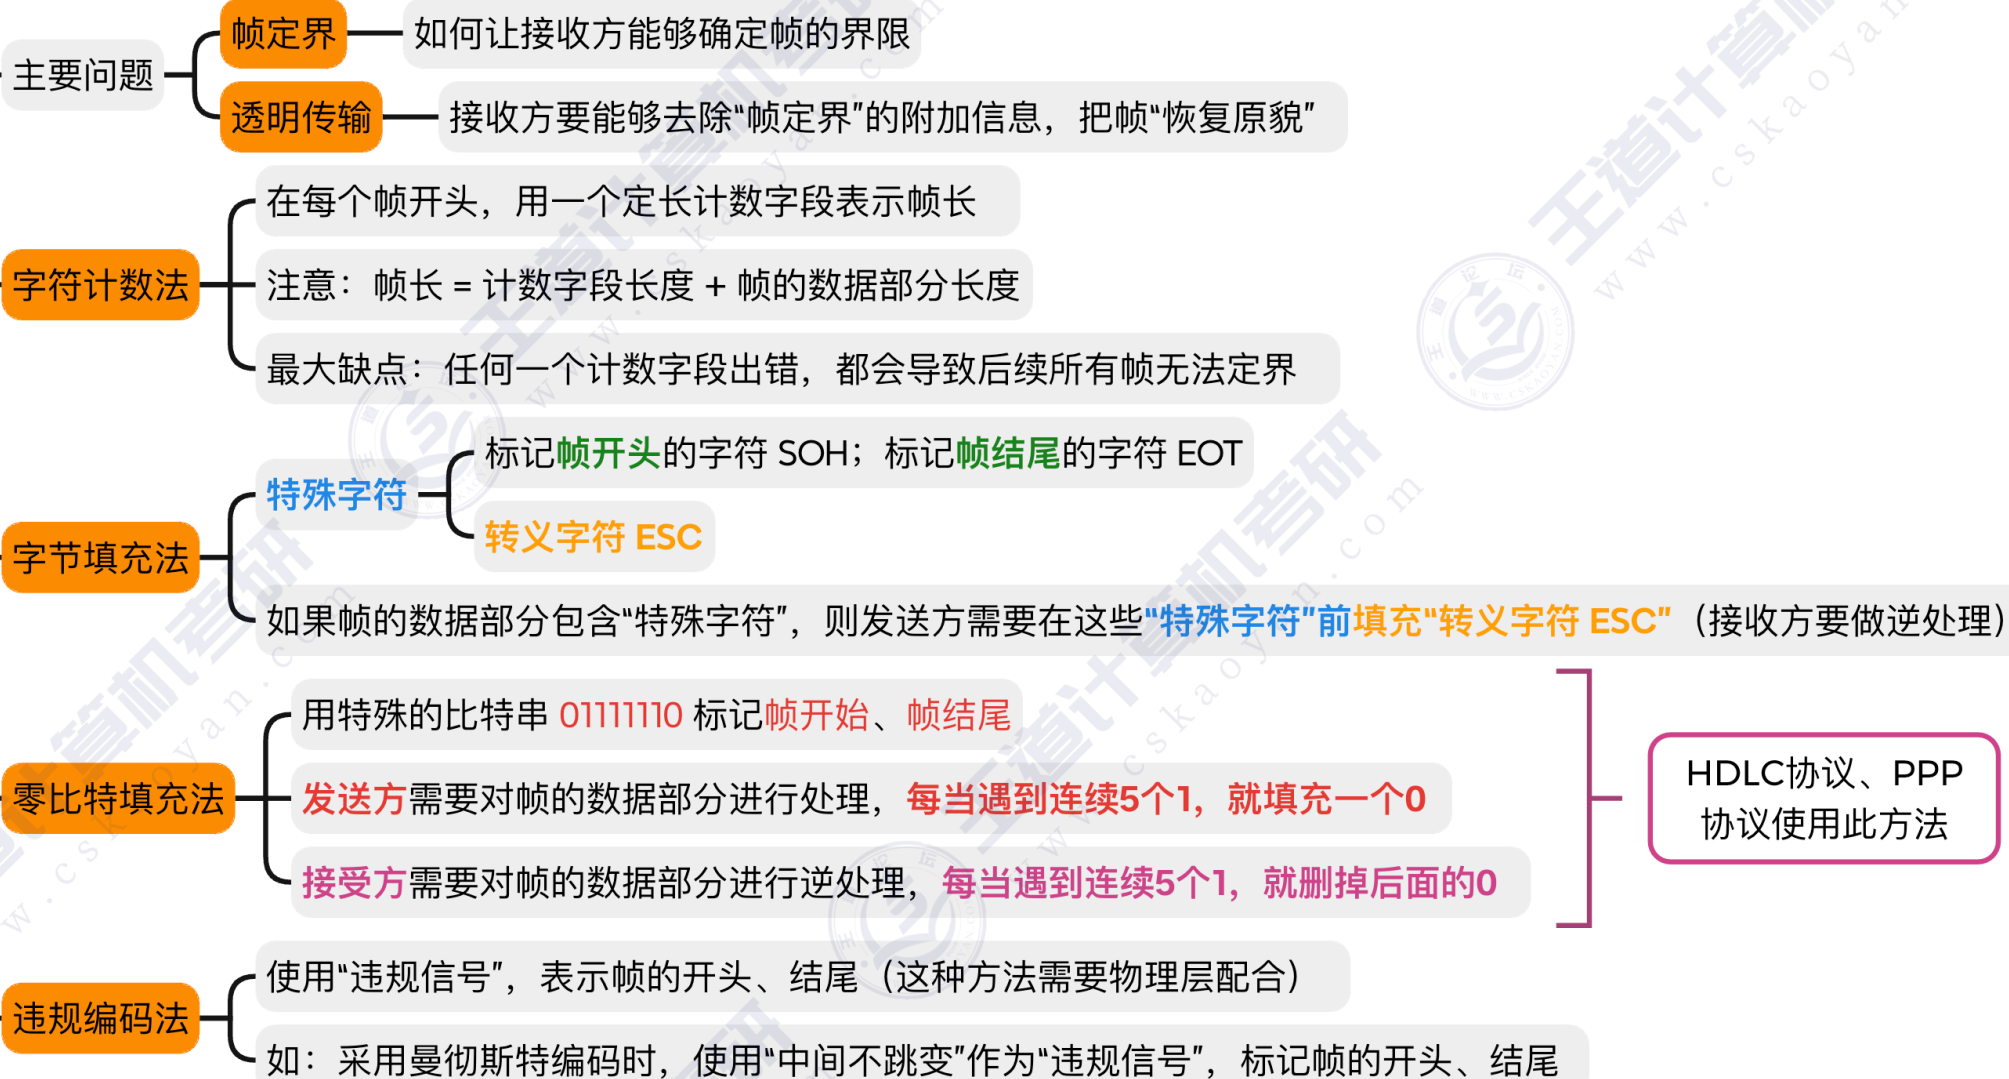 主要问题
帧定界
如何让接收方能够确定帧的界限
透明传输
接收方要能够去除“帧定界”的附加信息，把帧“恢复原貌”
字符计数法
在每个帧开头，用一个定长计数字段表示帧长
注意：帧长 = 计数字段长度 + 帧的数据部分长度
最大缺点：任何一个计数字段出错，都会导致后续所有帧无法定界
字节填充法
特殊字符
标记帧开头的字符 SOH；标记帧结尾的字符 EOT
转义字符 ESC
如果帧的数据部分包含“特殊字符”，则发送方需要在这些“特殊字符”前填充“转义字符 ESC”（接收方要做逆处理）
零比特填充法
用特殊的比特串 01111110 标记帧开始、帧结尾
发送方需要对帧的数据部分进行处理，每当遇到连续5个1，就填充一个0
接受方需要对帧的数据部分进行逆处理，每当遇到连续5个1，就删掉后面的0
HDLC协议、PPP
协议使用此方法
违规编码法
使用“违规信号”，表示帧的开头、结尾（这种方法需要物理层配合）
如：采用曼彻斯特编码时，使用“中间不跳变”作为“违规信号”，标记帧的开头、结尾
王道计算机考研
www.cskaoyan.com